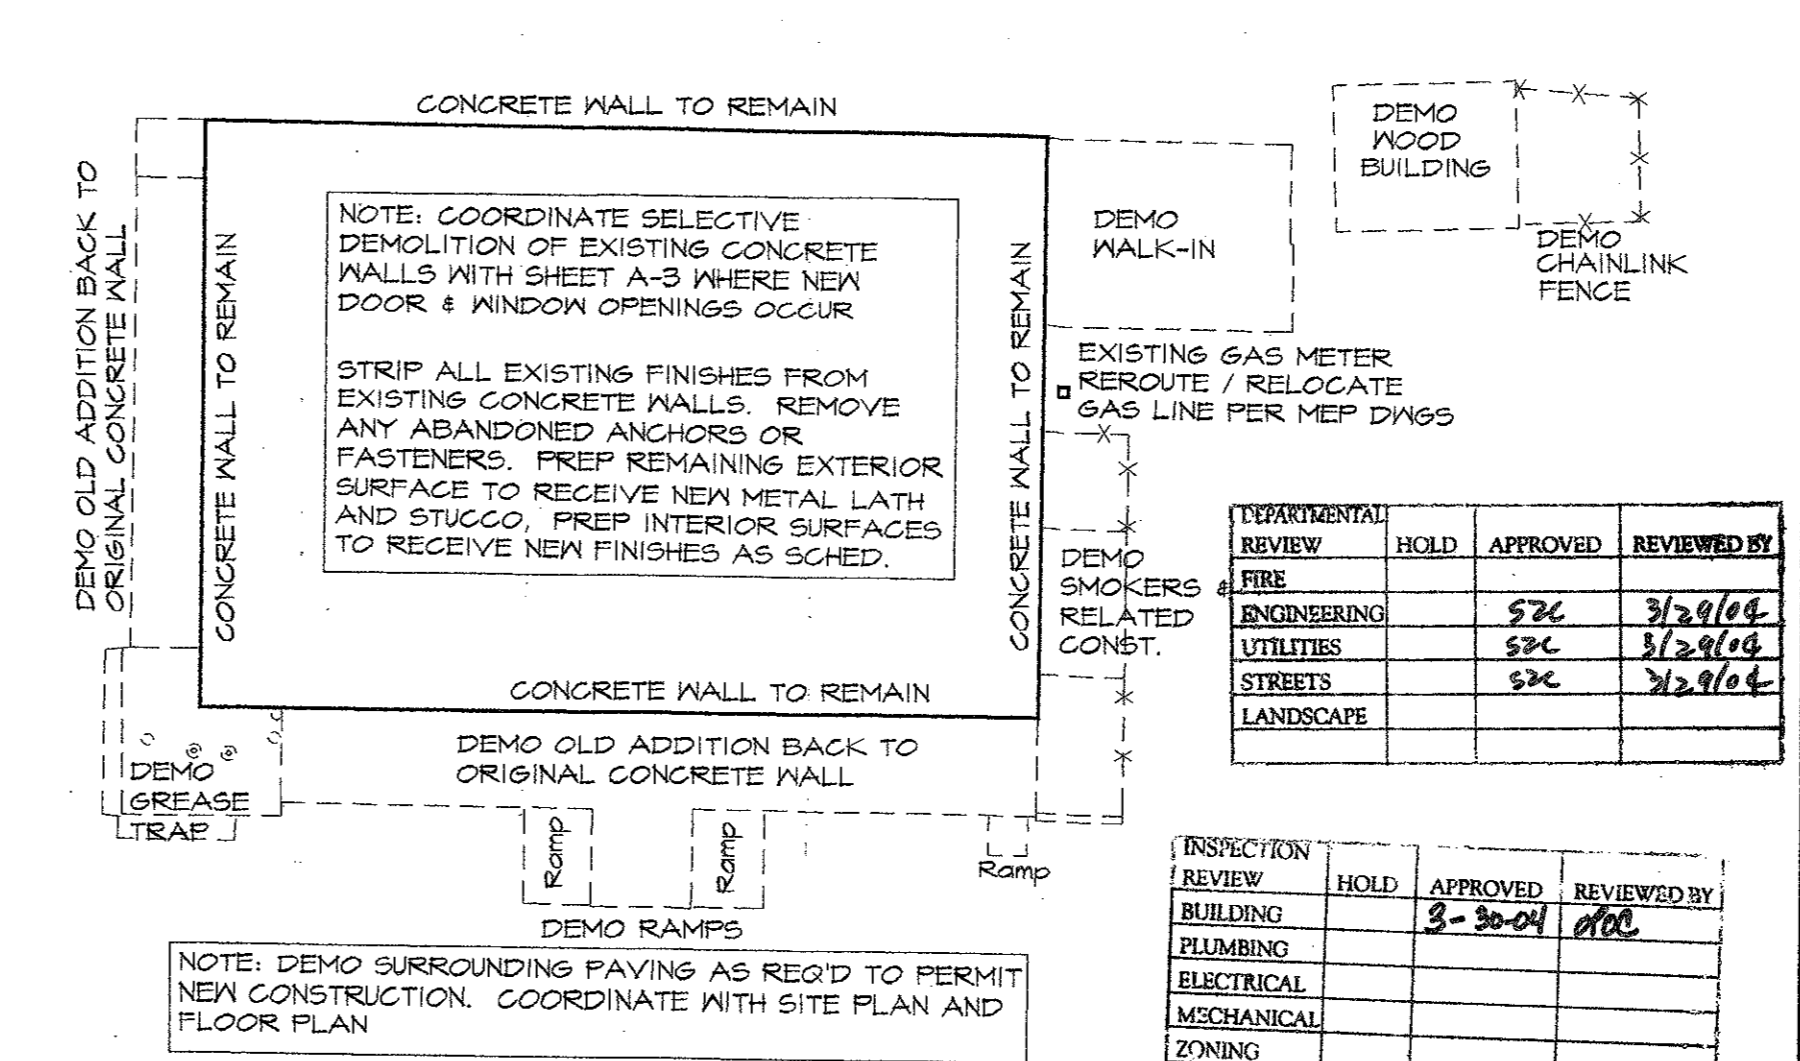 CONCRETE WALL TO REMAIN
DEMO OLD ADDITION BACK TO
ORIGINAL CONCRETE WALL
CONCRETE WALL TO REMAIN
NOTE: COORDINATE SELECTIVE
DEMOLITION OF EXISTING CONCRETE
WALLS WITH SHEET A-3 WHERE NEW
DOOR & WINDOW OPENINGS OCCUR
STRIP ALL EXISTING FINISHES FROM
EXISTING CONCRETE WALLS. REMOVE
ANY ABANDONED ANCHORS OR
FASTENERS. PREP REMAINING EXTERIOR
SURFACE TO RECEIVE NEW METAL LATH
AND STUCCO, PREP INTERIOR SURFACES
TO RECEIVE NEW FINISHES AS SCHED.
CONCRETE WALL TO REMAIN
CONCRETE WALL TO REMAIN
DEMO
WALK-IN
DEMO
WOOD
BUILDING
DEMO
CHAINLINK
FENCE
EXISTING GAS METER
REROUTE / RELOCATE
GAS LINE PER MEP DWGS
DEMO
SMOKERS &
RELATED
CONST.
DEMO
GREASE
TRAP
DEMO OLD ADDITION BACK TO
ORIGINAL CONCRETE WALL
Ramp
Ramp
Ramp
DEMO RAMPS
NOTE: DEMO SURROUNDING PAVING AS REQ'D TO PERMIT
NEW CONSTRUCTION. COORDINATE WITH SITE PLAN AND
FLOOR PLAN
DEPARTMENTAL
REVIEW HOLD APPROVED REVIEWED BY
FIRE
ENGINEERING 3/29/04
UTILITIES 3/29/04
STREETS 3/29/04
LANDSCAPE
INSPECTION
REVIEW HOLD APPROVED REVIEWED BY
BUILDING 3-30-04
PLUMBING
ELECTRICAL
MECHANICAL
ZONING